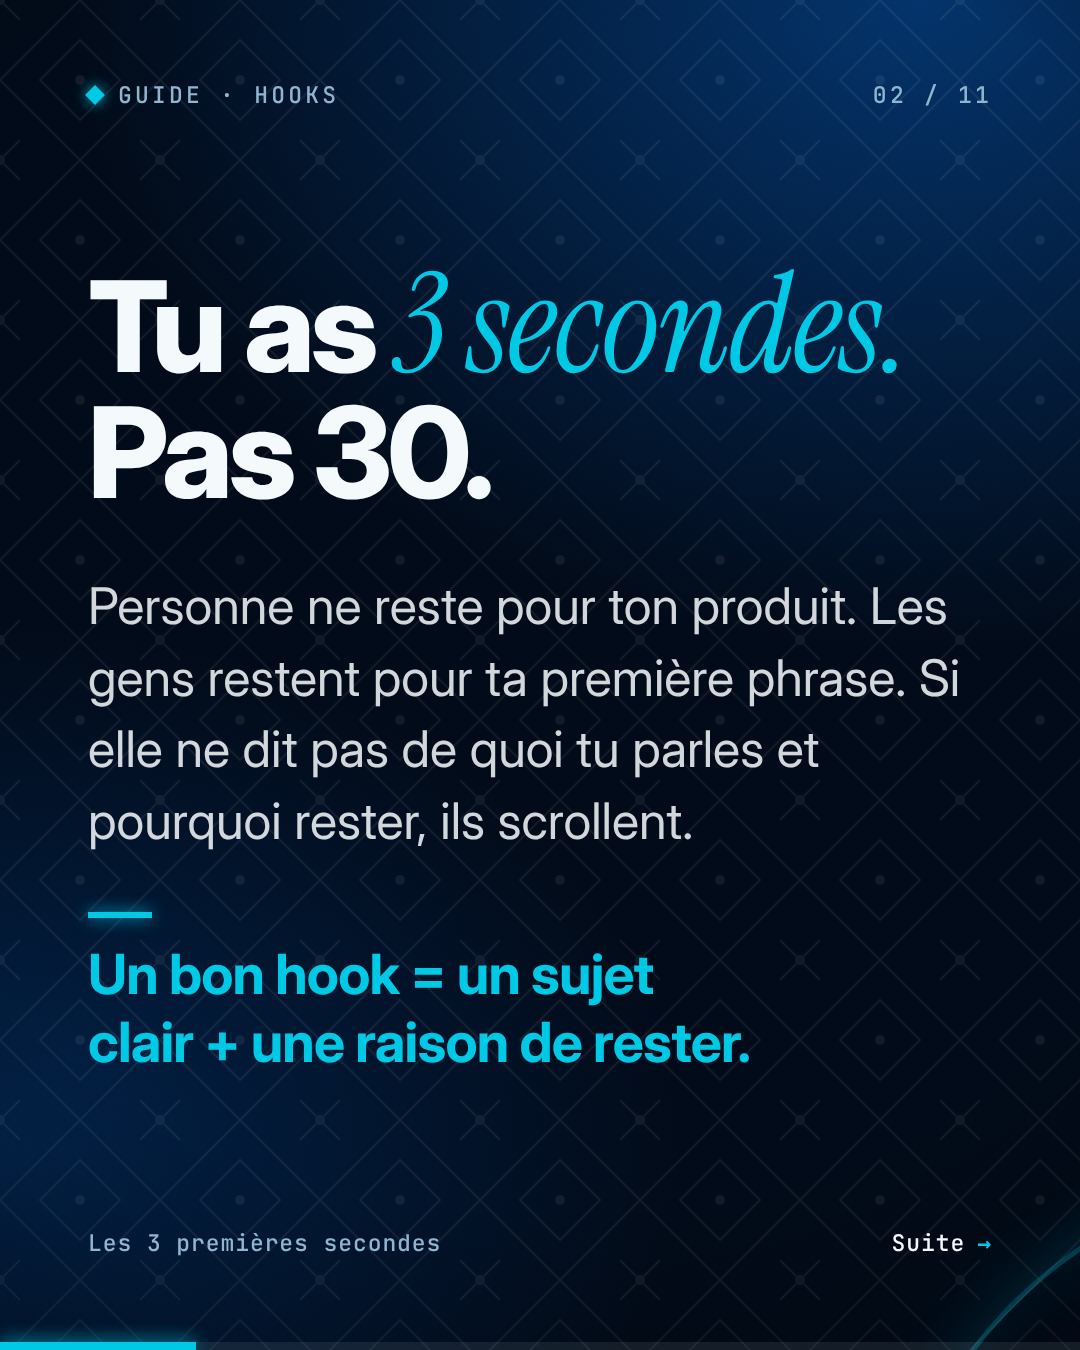 GUIDE · HOOKS
02 / 11
Tu as 3 secondes.
Pas 30.
Personne ne reste pour ton produit. Les
gens restent pour ta première phrase. Si
elle ne dit pas de quoi tu parles et
pourquoi rester, ils scrollent.
Un bon hook = un sujet
clair + une raison de rester.
Les 3 premières secondes
Suite →